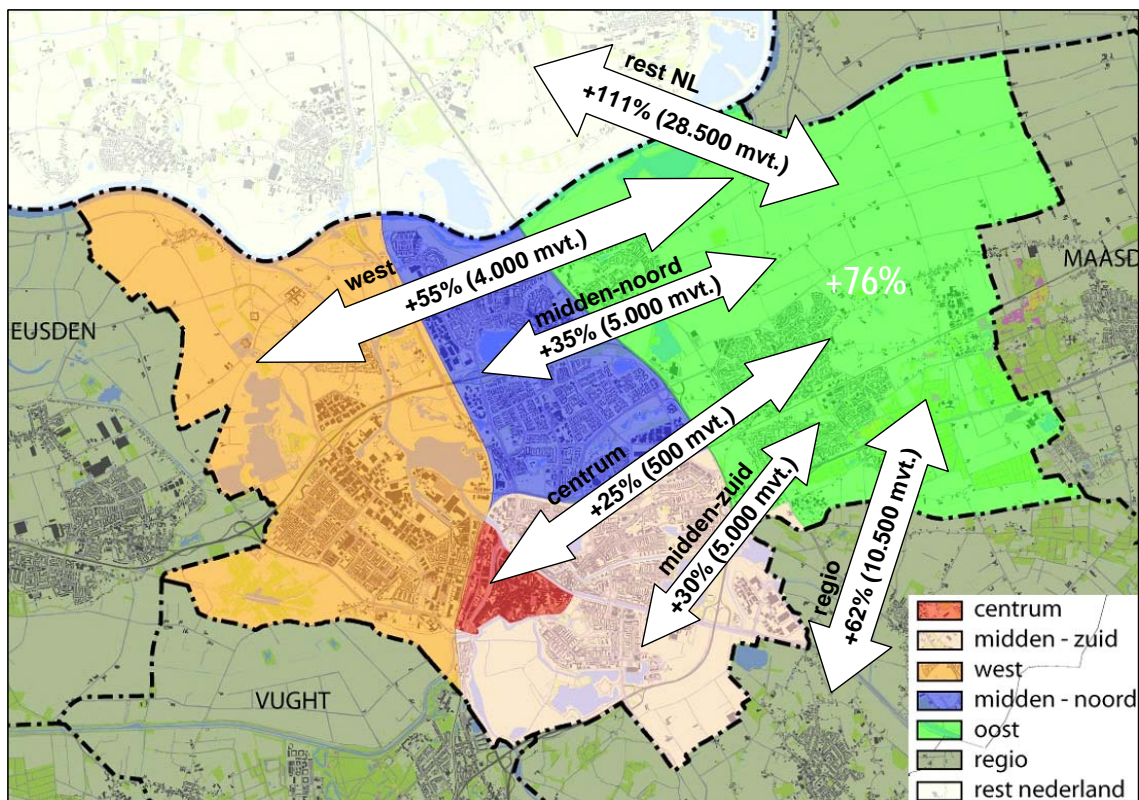 rest NL
+111% (28.500 mvt.)
west
+55% (4.000 mvt.)
midden-noord
+35% (5.000 mvt.)
+76%
MAASD
EUSDEN
centrum
+25% (500 mvt.)
midden-zuid
+30% (5.000 mvt.)
regio
+62% (10.500 mvt.)
VUGHT
centrum
midden - zuid
west
midden - noord
oost
regio
rest nederland